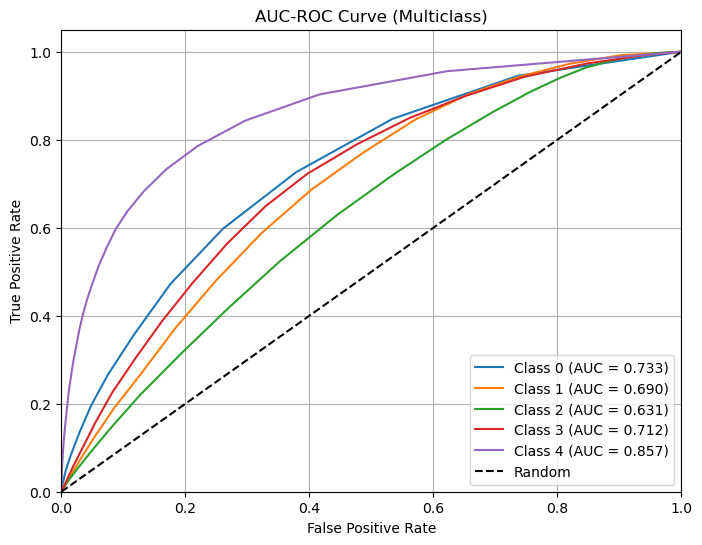 AUC-ROC Curve (Multiclass)
True Positive Rate
1.0
0.8
0.6
0.4
0.2
0.0
Class 0 (AUC = 0.733)
Class 1 (AUC = 0.690)
Class 2 (AUC = 0.631)
Class 3 (AUC = 0.712)
Class 4 (AUC = 0.857)
Random
0.0 0.2 0.4 0.6 0.8 1.0
False Positive Rate